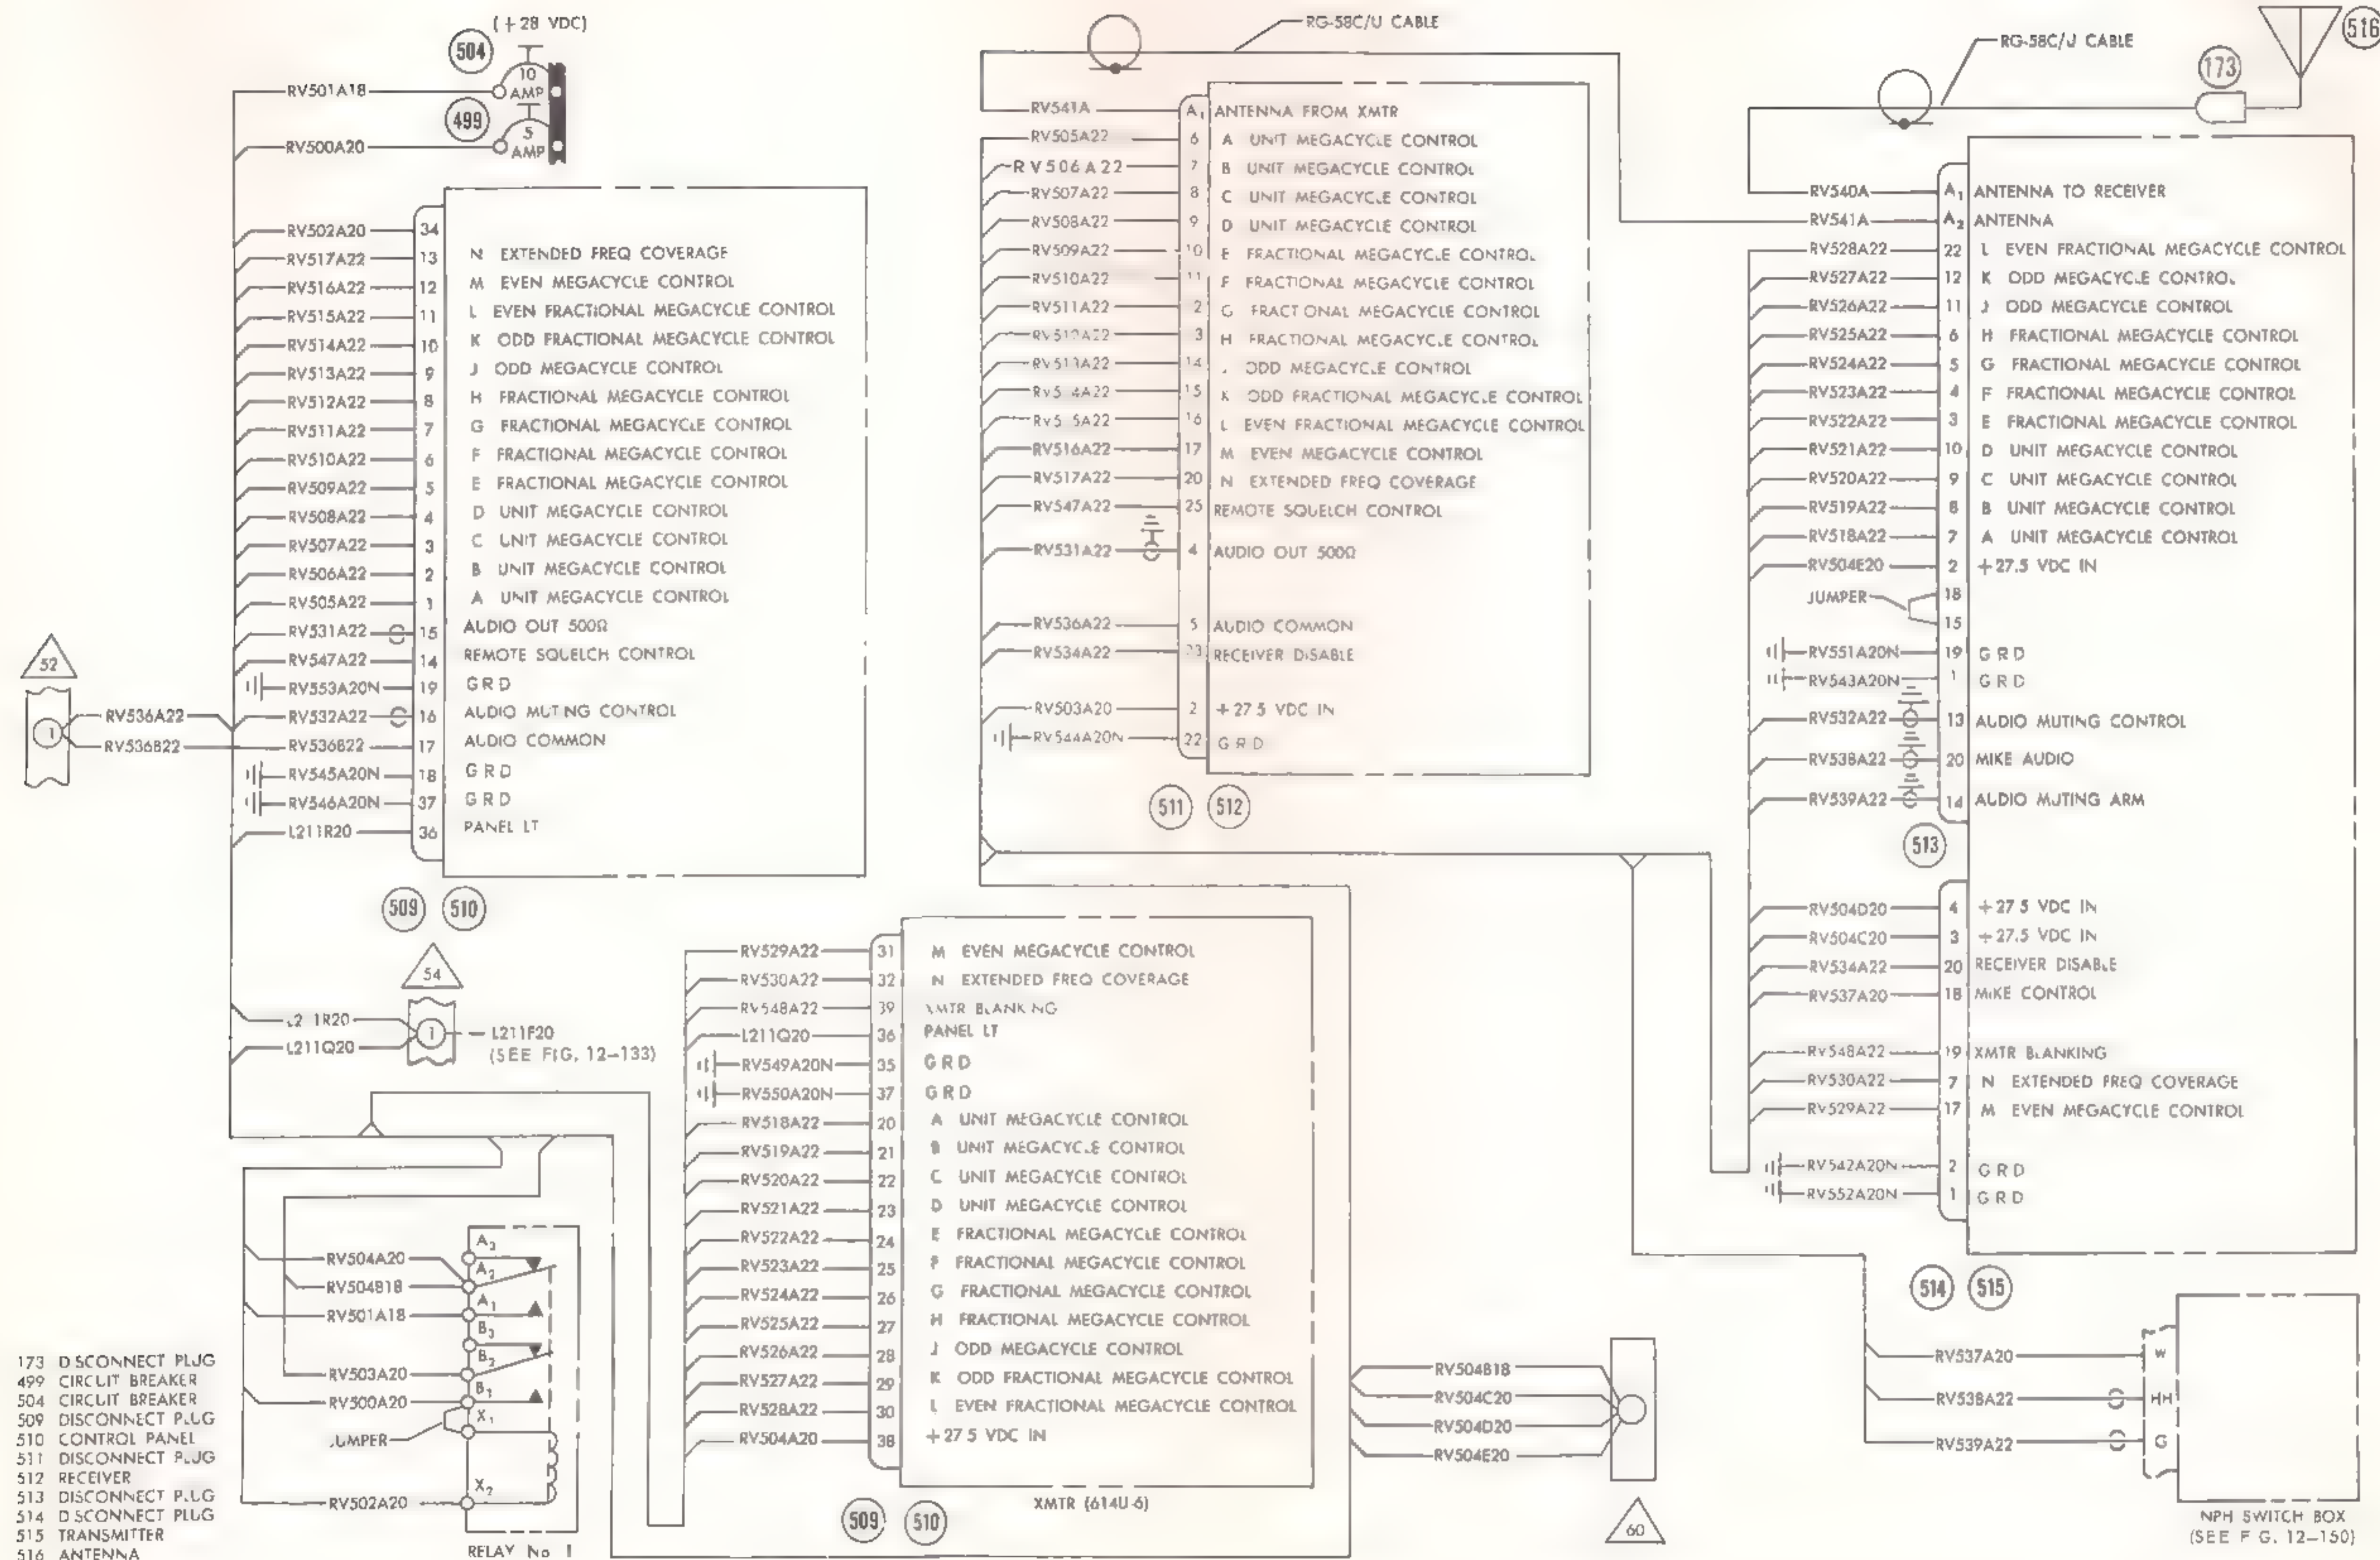 (+28 VDC)
504
10
AMP
RV501A18
499
5
AMP
RV500A20
RV502A20 34
RV517A22 13 N EXTENDED FREQ COVERAGE
RV516A22 12 M EVEN MEGACYCLE CONTROL
RV515A22 11 L EVEN FRACTIONAL MEGACYCLE CONTROL
RV514A22 10 K ODD FRACTIONAL MEGACYCLE CONTROL
RV513A22 9 J ODD MEGACYCLE CONTROL
RV512A22 8 H FRACTIONAL MEGACYCLE CONTROL
RV511A22 7 G FRACTIONAL MEGACYCLE CONTROL
RV510A22 6 F FRACTIONAL MEGACYCLE CONTROL
RV509A22 5 E FRACTIONAL MEGACYCLE CONTROL
RV508A22 4 D UNIT MEGACYCLE CONTROL
RV507A22 3 C UNIT MEGACYCLE CONTROL
RV506A22 2 B UNIT MEGACYCLE CONTROL
RV505A22 1 A UNIT MEGACYCLE CONTROL
RV531A22 15 AUDIO OUT 500Ω
RV547A22 14 REMOTE SQUELCH CONTROL
RV553A20N 19 GRD
RV532A22 16 AUDIO MUTING CONTROL
RV536B22 17 AUDIO COMMON
RV545A20N 18 GRD
RV546A20N 37 GRD
L211R20 36 PANEL LT
52
1
RV536A22
RV536B22
509 510
54
L211R20
L211Q20
1
L211F20
(SEE FIG. 12-133)
RV504A20
RV504B18
RV501A18
RV503A20
RV500A20
JUMPER
RV502A20
A3
A2
A1
B3
B2
B1
X1
X2
RELAY No 1
173 DISCONNECT PLUG
499 CIRCUIT BREAKER
504 CIRCUIT BREAKER
509 DISCONNECT PLUG
510 CONTROL PANEL
511 DISCONNECT PLUG
512 RECEIVER
513 DISCONNECT PLUG
514 DISCONNECT PLUG
515 TRANSMITTER
516 ANTENNA
RG-58C/U CABLE
RV541A A1 ANTENNA FROM XMTR
RV505A22 6 A UNIT MEGACYCLE CONTROL
RV506A22 7 B UNIT MEGACYCLE CONTROL
RV507A22 8 C UNIT MEGACYCLE CONTROL
RV508A22 9 D UNIT MEGACYCLE CONTROL
RV509A22 10 E FRACTIONAL MEGACYCLE CONTROL
RV510A22 11 F FRACTIONAL MEGACYCLE CONTROL
RV511A22 2 G FRACTIONAL MEGACYCLE CONTROL
RV512A22 3 H FRACTIONAL MEGACYCLE CONTROL
RV513A22 14 J ODD MEGACYCLE CONTROL
RV514A22 15 K ODD FRACTIONAL MEGACYCLE CONTROL
RV515A22 16 L EVEN FRACTIONAL MEGACYCLE CONTROL
RV516A22 17 M EVEN MEGACYCLE CONTROL
RV517A22 20 N EXTENDED FREQ COVERAGE
RV547A22 25 REMOTE SQUELCH CONTROL
RV531A22 4 AUDIO OUT 500Ω
RV536A22 5 AUDIO COMMON
RV534A22 23 RECEIVER DISABLE
RV503A20 2 +27.5 VDC IN
RV544A20N 22 GRD
511 512
RV529A22 31 M EVEN MEGACYCLE CONTROL
RV530A22 32 N EXTENDED FREQ COVERAGE
RV548A22 39 XMTR BLANKING
L211Q20 36 PANEL LT
RV549A20N 35 GRD
RV550A20N 37 GRD
RV518A22 20 A UNIT MEGACYCLE CONTROL
RV519A22 21 B UNIT MEGACYCLE CONTROL
RV520A22 22 C UNIT MEGACYCLE CONTROL
RV521A22 23 D UNIT MEGACYCLE CONTROL
RV522A22 24 E FRACTIONAL MEGACYCLE CONTROL
RV523A22 25 F FRACTIONAL MEGACYCLE CONTROL
RV524A22 26 G FRACTIONAL MEGACYCLE CONTROL
RV525A22 27 H FRACTIONAL MEGACYCLE CONTROL
RV526A22 28 J ODD MEGACYCLE CONTROL
RV527A22 29 K ODD FRACTIONAL MEGACYCLE CONTROL
RV528A22 30 L EVEN FRACTIONAL MEGACYCLE CONTROL
RV504A20 38 +27.5 VDC IN
XMTR (614U-6)
509 510
RV504B18
RV504C20
RV504D20
RV504E20
60
516
173
RG-58C/U CABLE
RV540A A1 ANTENNA TO RECEIVER
RV541A A2 ANTENNA
RV528A22 22 L EVEN FRACTIONAL MEGACYCLE CONTROL
RV527A22 12 K ODD MEGACYCLE CONTROL
RV526A22 11 J ODD MEGACYCLE CONTROL
RV525A22 6 H FRACTIONAL MEGACYCLE CONTROL
RV524A22 5 G FRACTIONAL MEGACYCLE CONTROL
RV523A22 4 F FRACTIONAL MEGACYCLE CONTROL
RV522A22 3 E FRACTIONAL MEGACYCLE CONTROL
RV521A22 10 D UNIT MEGACYCLE CONTROL
RV520A22 9 C UNIT MEGACYCLE CONTROL
RV519A22 8 B UNIT MEGACYCLE CONTROL
RV518A22 7 A UNIT MEGACYCLE CONTROL
RV504E20 2 +27.5 VDC IN
JUMPER 18
15
RV551A20N 19 GRD
RV543A20N 1 GRD
RV532A22 13 AUDIO MUTING CONTROL
RV538A22 20 MIKE AUDIO
RV539A22 14 AUDIO MUTING ARM
513
RV504D20 4 +27.5 VDC IN
RV504C20 3 +27.5 VDC IN
RV534A22 20 RECEIVER DISABLE
RV537A20 18 MIKE CONTROL
RV548A22 19 XMTR BLANKING
RV530A22 7 N EXTENDED FREQ COVERAGE
RV529A22 17 M EVEN MEGACYCLE CONTROL
RV542A20N 2 GRD
RV552A20N 1 GRD
514 515
RV537A20 W
RV538A22 HH
RV539A22 G
NPH SWITCH BOX
(SEE FIG. 12-150)